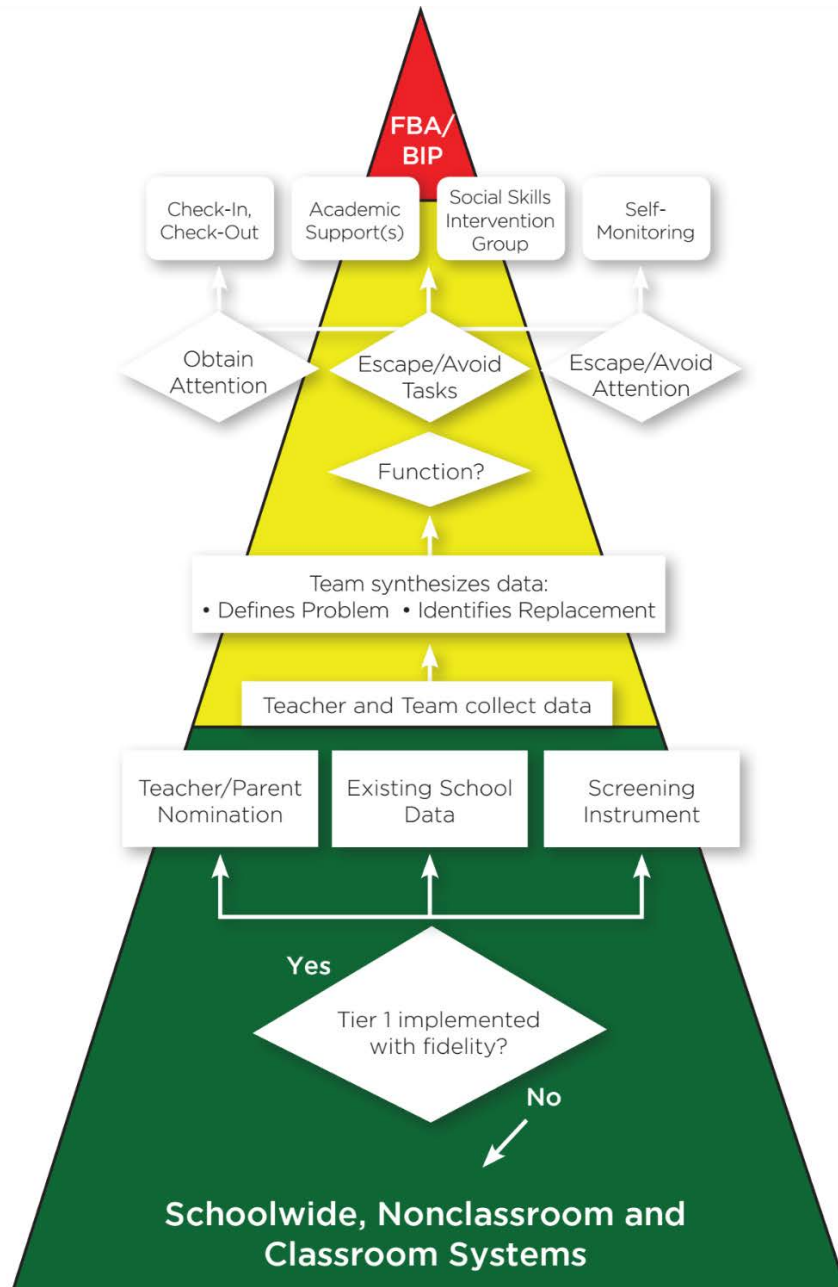 FBA/
BIP
Check-In,
Check-Out
Academic
Support(s)
Social Skills
Intervention
Group
Self-
Monitoring
Obtain
Attention
Escape/Avoid
Tasks
Escape/Avoid
Attention
Function?
Team synthesizes data:
• Defines Problem • Identifies Replacement
Teacher and Team collect data
Teacher/Parent
Nomination
Existing School
Data
Screening
Instrument
Yes
Tier 1 implemented
with fidelity?
No
Schoolwide, Nonclassroom and
Classroom Systems